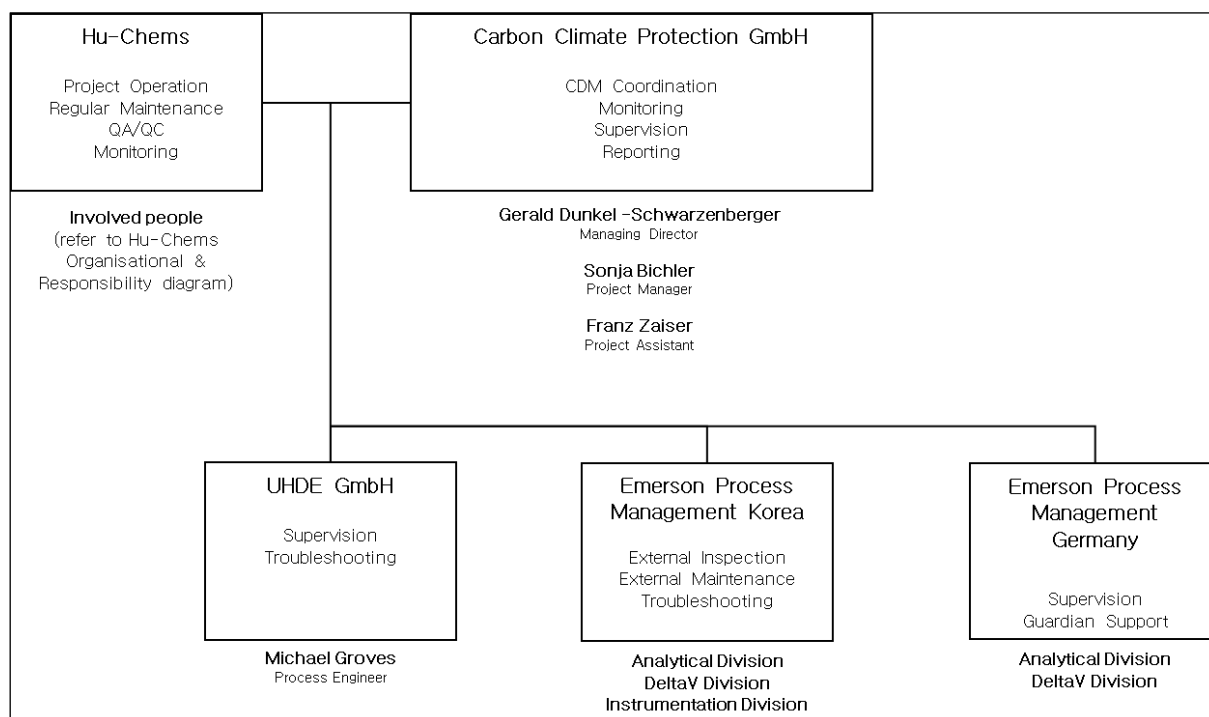 Hu-Chems
Project Operation
Regular Maintenance
QA/QC
Monitoring
Involved people
(refer to Hu-Chems
Organisational &
Responsibility diagram)
Carbon Climate Protection GmbH
CDM Coordination
Monitoring
Supervision
Reporting
Gerald Dunkel -Schwarzenberger
Managing Director
Sonja Bichler
Project Manager
Franz Zaiser
Project Assistant
UHDE GmbH
Supervision
Troubleshooting
Michael Groves
Process Engineer
Emerson Process
Management Korea
External Inspection
External Maintenance
Troubleshooting
Analytical Division
DeltaV Division
Instrumentation Division
Emerson Process
Management
Germany
Supervision
Guardian Support
Analytical Division
DeltaV Division